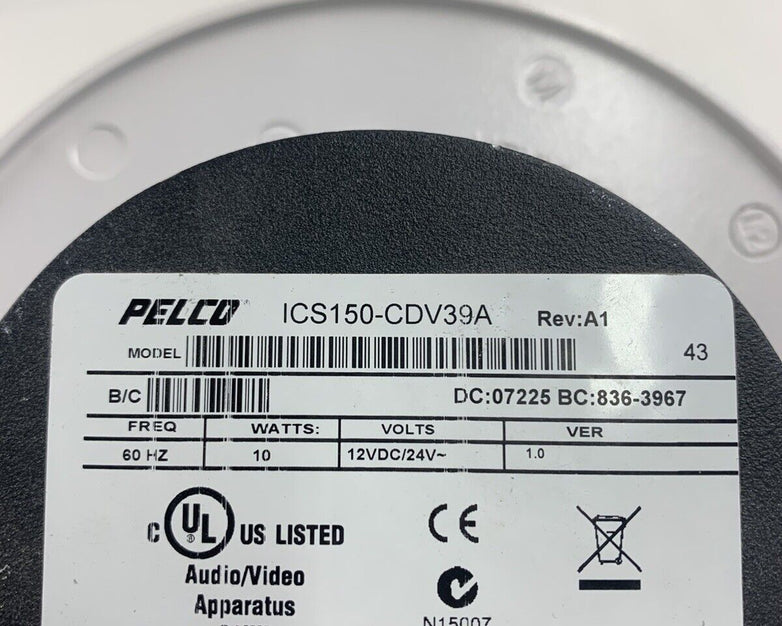 PELCO ICS150-CDV39A Rev:A1
MODEL 43
B/C DC:07225 BC:836-3967
FREQ WATTS: VOLTS VER
60 HZ 10 12VDC/24V~ 1.0
C UL ® US LISTED CE
Audio/Video
Apparatus
N15007